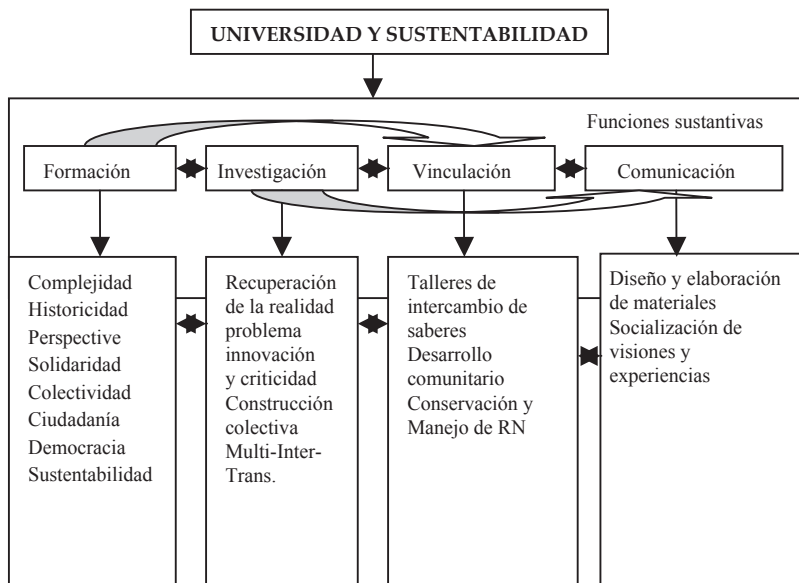 UNIVERSIDAD Y SUSTENTABILIDAD
Funciones sustantivas
Formación
Investigación
Vinculación
Comunicación
Complejidad
Historicidad
Perspective
Solidaridad
Colectividad
Ciudadanía
Democracia
Sustentabilidad
Recuperación
de la realidad
problema
innovación
y criticidad
Construcción
colectiva
Multi-Inter-
Trans.
Talleres de
intercambio de
saberes
Desarrollo
comunitario
Conservación y
Manejo de RN
Diseño y elaboración
de materiales
Socialización de
visiones y
experiencias